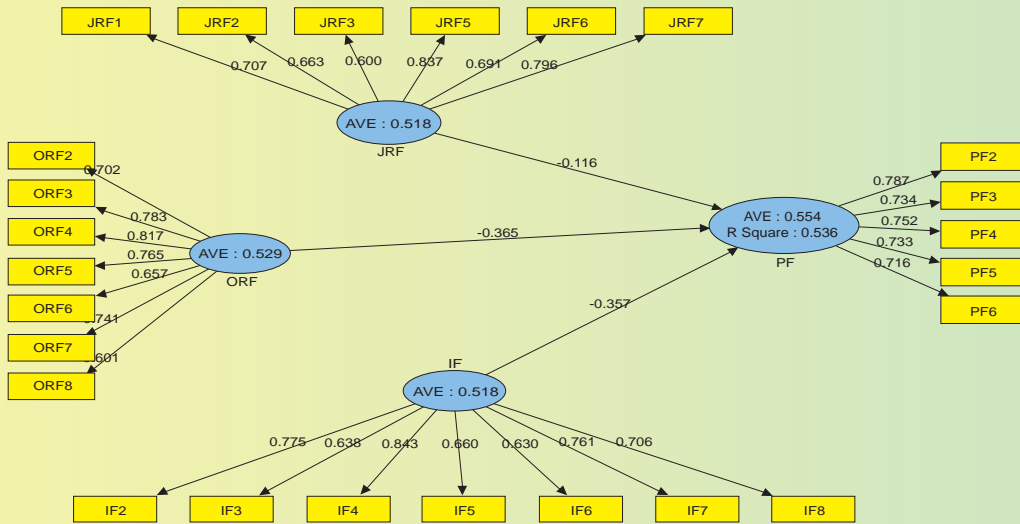 JRF1
JRF2
JRF3
JRF5
JRF6
JRF7
0.707
0.663
0.600
0.837
0.691
0.796
AVE : 0.518
JRF
-0.116
ORF2
ORF3
ORF4
ORF5
ORF6
ORF7
ORF8
0.702
0.783
0.817
0.765
0.657
0.741
0.601
AVE : 0.529
ORF
-0.365
AVE : 0.554
R Square : 0.536
PF
0.787
0.734
0.752
0.733
0.716
PF2
PF3
PF4
PF5
PF6
-0.357
IF
AVE : 0.518
0.775
0.638
0.843
0.660
0.630
0.761
0.706
IF2
IF3
IF4
IF5
IF6
IF7
IF8